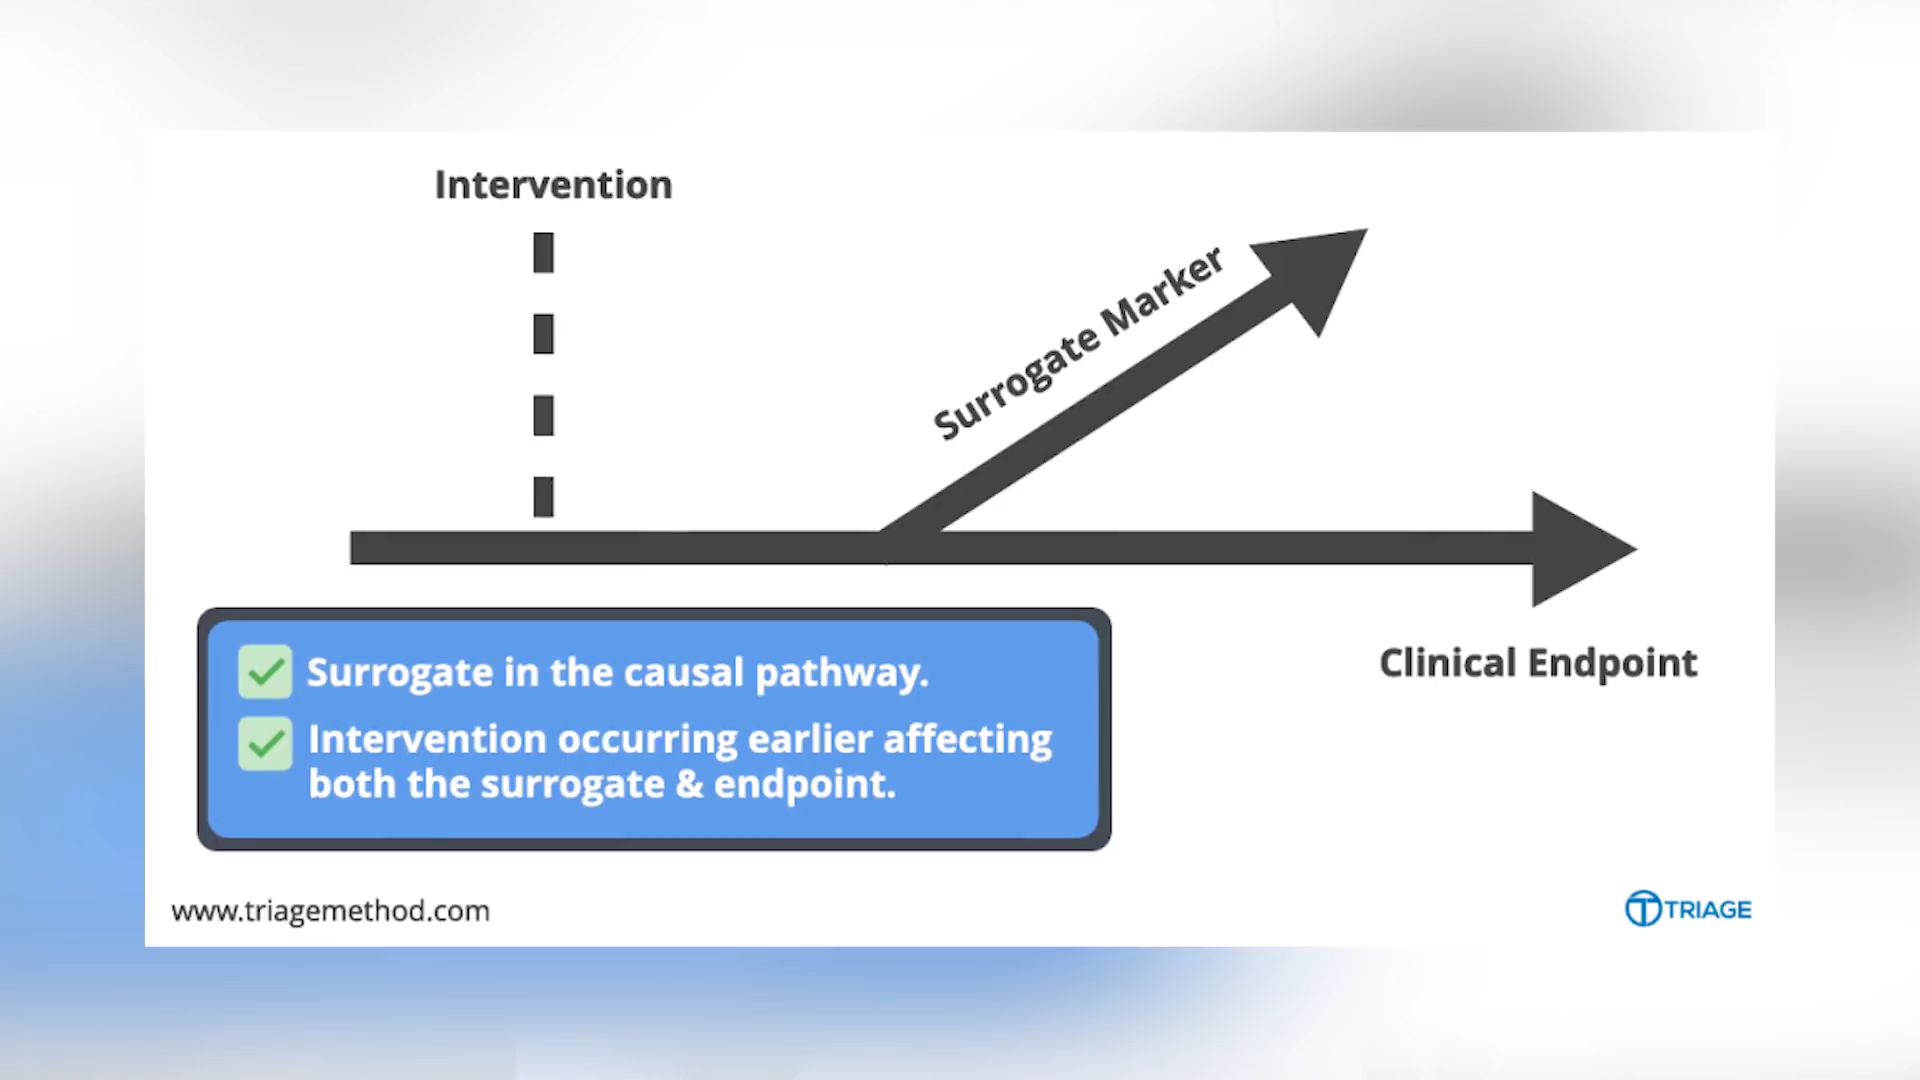 Intervention
Surrogate Marker
Clinical Endpoint
Surrogate in the causal pathway.
Intervention occurring earlier affecting
both the surrogate & endpoint.
www.triagemethod.com
TRIAGE